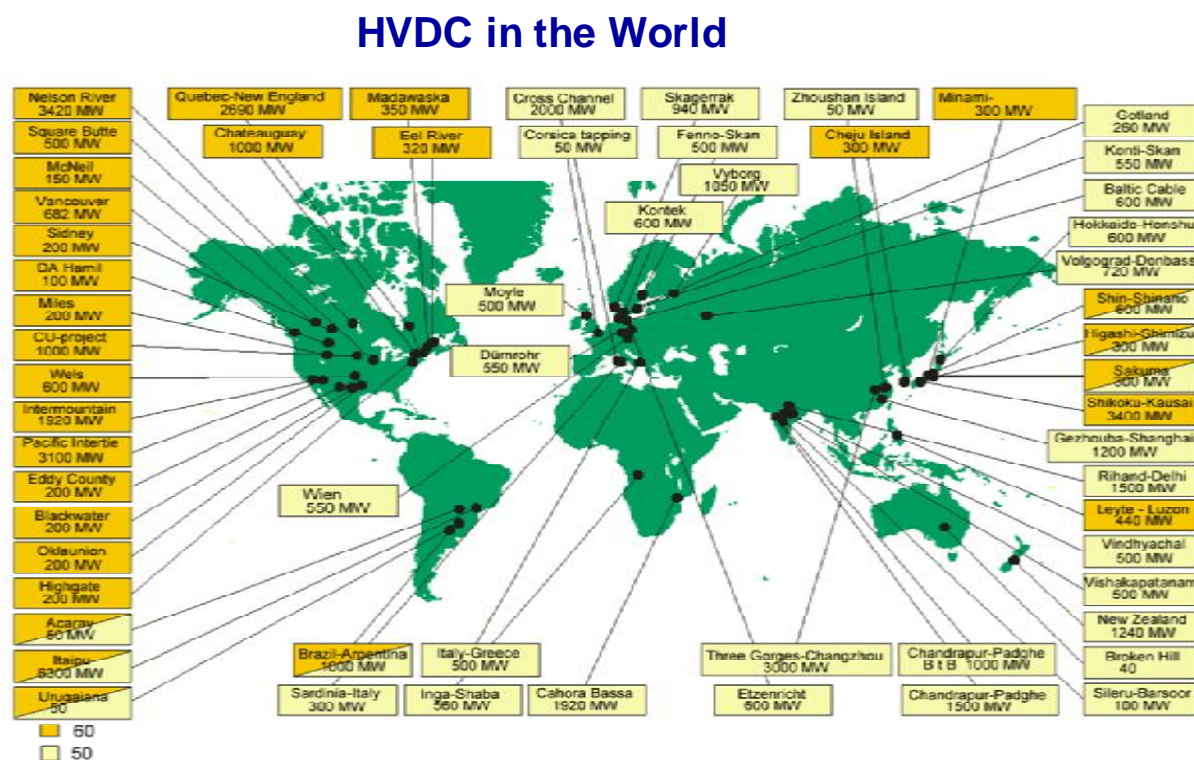 HVDC in the World
Nelson River
3420 MW
Square Butte
500 MW
McNeil
150 MW
Vancouver
682 MW
Sidney
200 MW
DA Hamil
100 MW
Miles
200 MW
CU-project
1000 MW
Wels
600 MW
Intermountain
1920 MW
Pacific Intertie
3100 MW
Eddy County
200 MW
Blackwater
200 MW
Oklaunion
200 MW
Highgate
200 MW
Acaray
50 MW
Itaipu
6300 MW
Urugaiana
50
60
50
Quebec-New England
2690 MW
Chateauguay
1000 MW
Madawaska
350 MW
Eel River
320 MW
Cross Channel
2000 MW
Corsica tapping
50 MW
Skagerrak
940 MW
Fenno-Skan
500 MW
Vyborg
1050 MW
Kontek
600 MW
Zhoushan Island
50 MW
Cheju Island
300 MW
Minami-
300 MW
Moyle
500 MW
Dürnrohr
550 MW
Wien
550 MW
Gotland
260 MW
Konti-Skan
550 MW
Baltic Cable
600 MW
Hokkaido-Honshu
600 MW
Volgograd-Donbass
720 MW
Shin-Shinano
600 MW
Higashi-Shimizu
300 MW
Sakuma
300 MW
Shikoku-Kausai
3400 MW
Gezhouba-Shanghai
1200 MW
Rihand-Delhi
1500 MW
Leyte - Luzon
440 MW
Vindhyachal
500 MW
Vishakapatanam
500 MW
New Zealand
1240 MW
Broken Hill
40
Sileru-Barsoor
100 MW
Brazil-Argentina
1000 MW
Sardinia-Italy
300 MW
Italy-Greece
500 MW
Inga-Shaba
560 MW
Cahora Bassa
1920 MW
Three Gorges-Changzhou
3000 MW
Etzenricht
600 MW
Chandrapur-Padghe
BtB 1000 MW
Chandrapur-Padghe
1500 MW